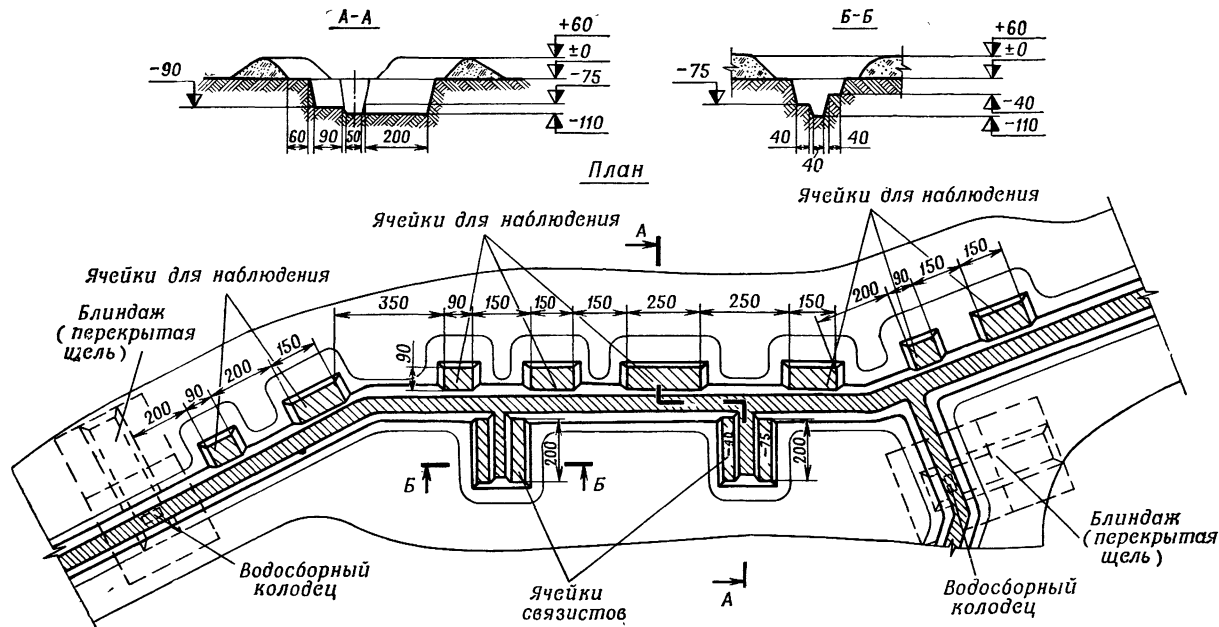 А-А
+60
±0
-90
-75
-110
60 90 50 200
Б-Б
+60
±0
-75
-40
-110
40 40
40
План
Ячейки для наблюдения
Ячейки для наблюдения
А
Ячейки для наблюдения
Блиндаж
(перекрытая
щель)
350 90 150 150 150 250 250 150
200 90 150 150
200 90 200 150
90
200
-40
-75
200
Б Б
Блиндаж
(перекрытая
щель)
Водосборный
колодец
Ячейки
связистов
А
Водосборный
колодец